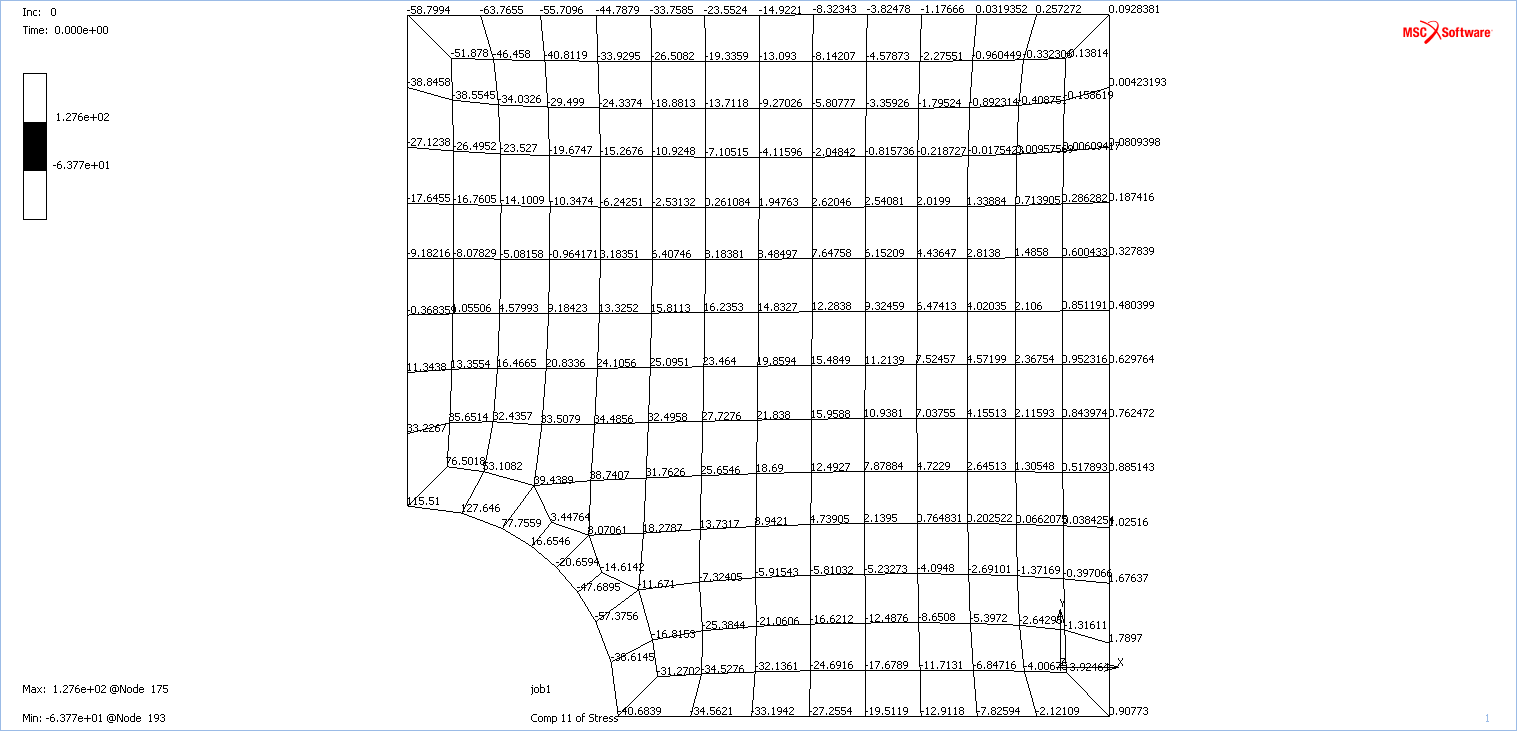 Inc: 0
Time: 0.000e+00
MSC Software
1.276e+02
-6.377e+01
-58.7994 -63.7655 -55.7096 -44.7879 -33.7585 -23.5524 -14.9221 -8.32343 -3.82478 -1.17666 0.0319352 0.257272 0.0928381
-51.878 -46.458 -40.8119 -33.9295 -26.5082 -19.3359 -13.093 -8.14207 -4.57873 -2.27551 -0.960449 -0.332306 -0.13814
-38.8458 0.00423193
-38.5545 -34.0326 -29.499 -24.3374 -18.8813 -13.7118 -9.27026 -5.80777 -3.35926 -1.79524 -0.892314 -0.408751 -0.158619
-27.1238 -26.4952 -23.527 -19.6747 -15.2676 -10.9248 -7.10515 -4.11596 -2.04842 -0.815736 -0.218727 0.0809398
-17.6455 -16.7605 -14.1009 -10.3474 -6.24251 -2.53132 0.261084 1.94763 2.62046 2.54081 2.0199 1.33884 0.713905 0.286282 0.187416
-9.18216 -8.07829 -5.08158 -0.964171 3.18351 6.40746 8.18381 8.48497 7.64758 6.15209 4.43647 2.8138 1.4858 0.600433 0.327839
-0.368359 4.05506 4.57993 9.18423 13.3252 15.8113 16.2353 14.8327 12.2838 9.32459 6.47413 4.02035 2.106 0.851191 0.480399
11.3438 13.3554 16.4665 20.8336 24.1056 25.0951 23.464 19.8594 15.4849 11.2139 7.52457 4.57199 2.36754 0.952316 0.629764
33.2267 35.6514 32.4357 33.5079 34.4856 32.4958 27.7276 21.838 15.9588 10.9381 7.03755 4.15513 2.11593 0.843974 0.762472
76.5018 53.1082 39.4389 38.7407 31.7626 25.6546 18.69 12.4927 7.87884 4.7229 2.64513 1.30548 0.517893 0.885143
115.51 127.646 77.7559 3.44764 8.07061 18.2787 13.7317 8.9421 4.73905 2.1395 0.764831 0.202522 0.0662075 0.0384254 1.02516
16.6546
-20.6594 -14.6142 -11.671 -7.32405 -5.91543 -5.81032 -5.23273 -4.0948 -2.69101 -1.37169 -0.397066 1.67637
-47.6895
-57.3756 -16.8153 -25.3844 -21.0606 -16.6212 -12.4876 -8.6508 -5.3972 -2.64295 -1.31611 1.7897
Y
-36.6145 -31.2702 -34.5276 -32.1361 -24.6916 -17.6789 -11.7131 -6.84716 X
Z
Max: 1.276e+02 @Node 175
job1
-40.6839 -34.5621 -33.1942 -27.2554 -19.5119 -12.9118 -7.82594 -2.12109 0.90773
Min: -6.377e+01 @Node 193
Comp 11 of Stress
1